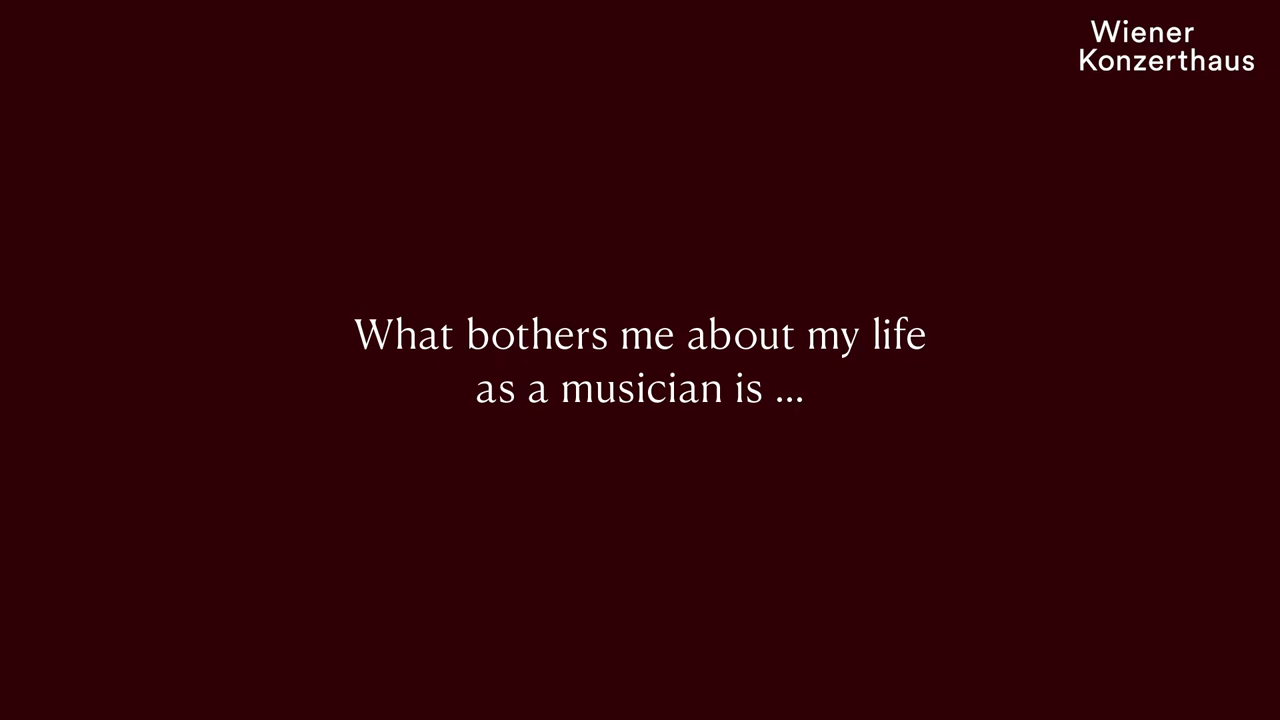 Wiener
Konzerthaus
What bothers me about my life
as a musician is ...